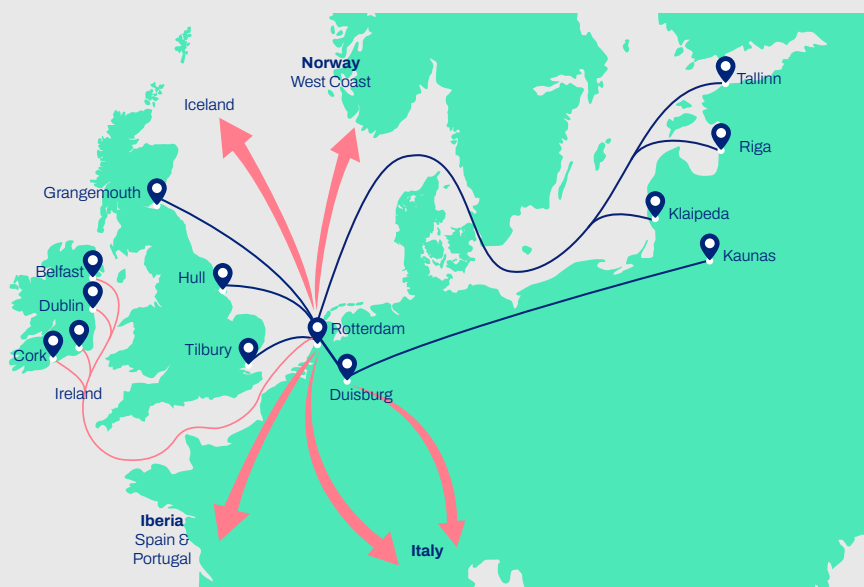 Norway
West Coast
Iceland
Tallinn
Riga
Grangemouth
Klaipeda
Kaunas
Belfast
Hull
Dublin
Rotterdam
Cork
Tilbury
Ireland
Duisburg
Iberia
Spain &
Portugal
Italy